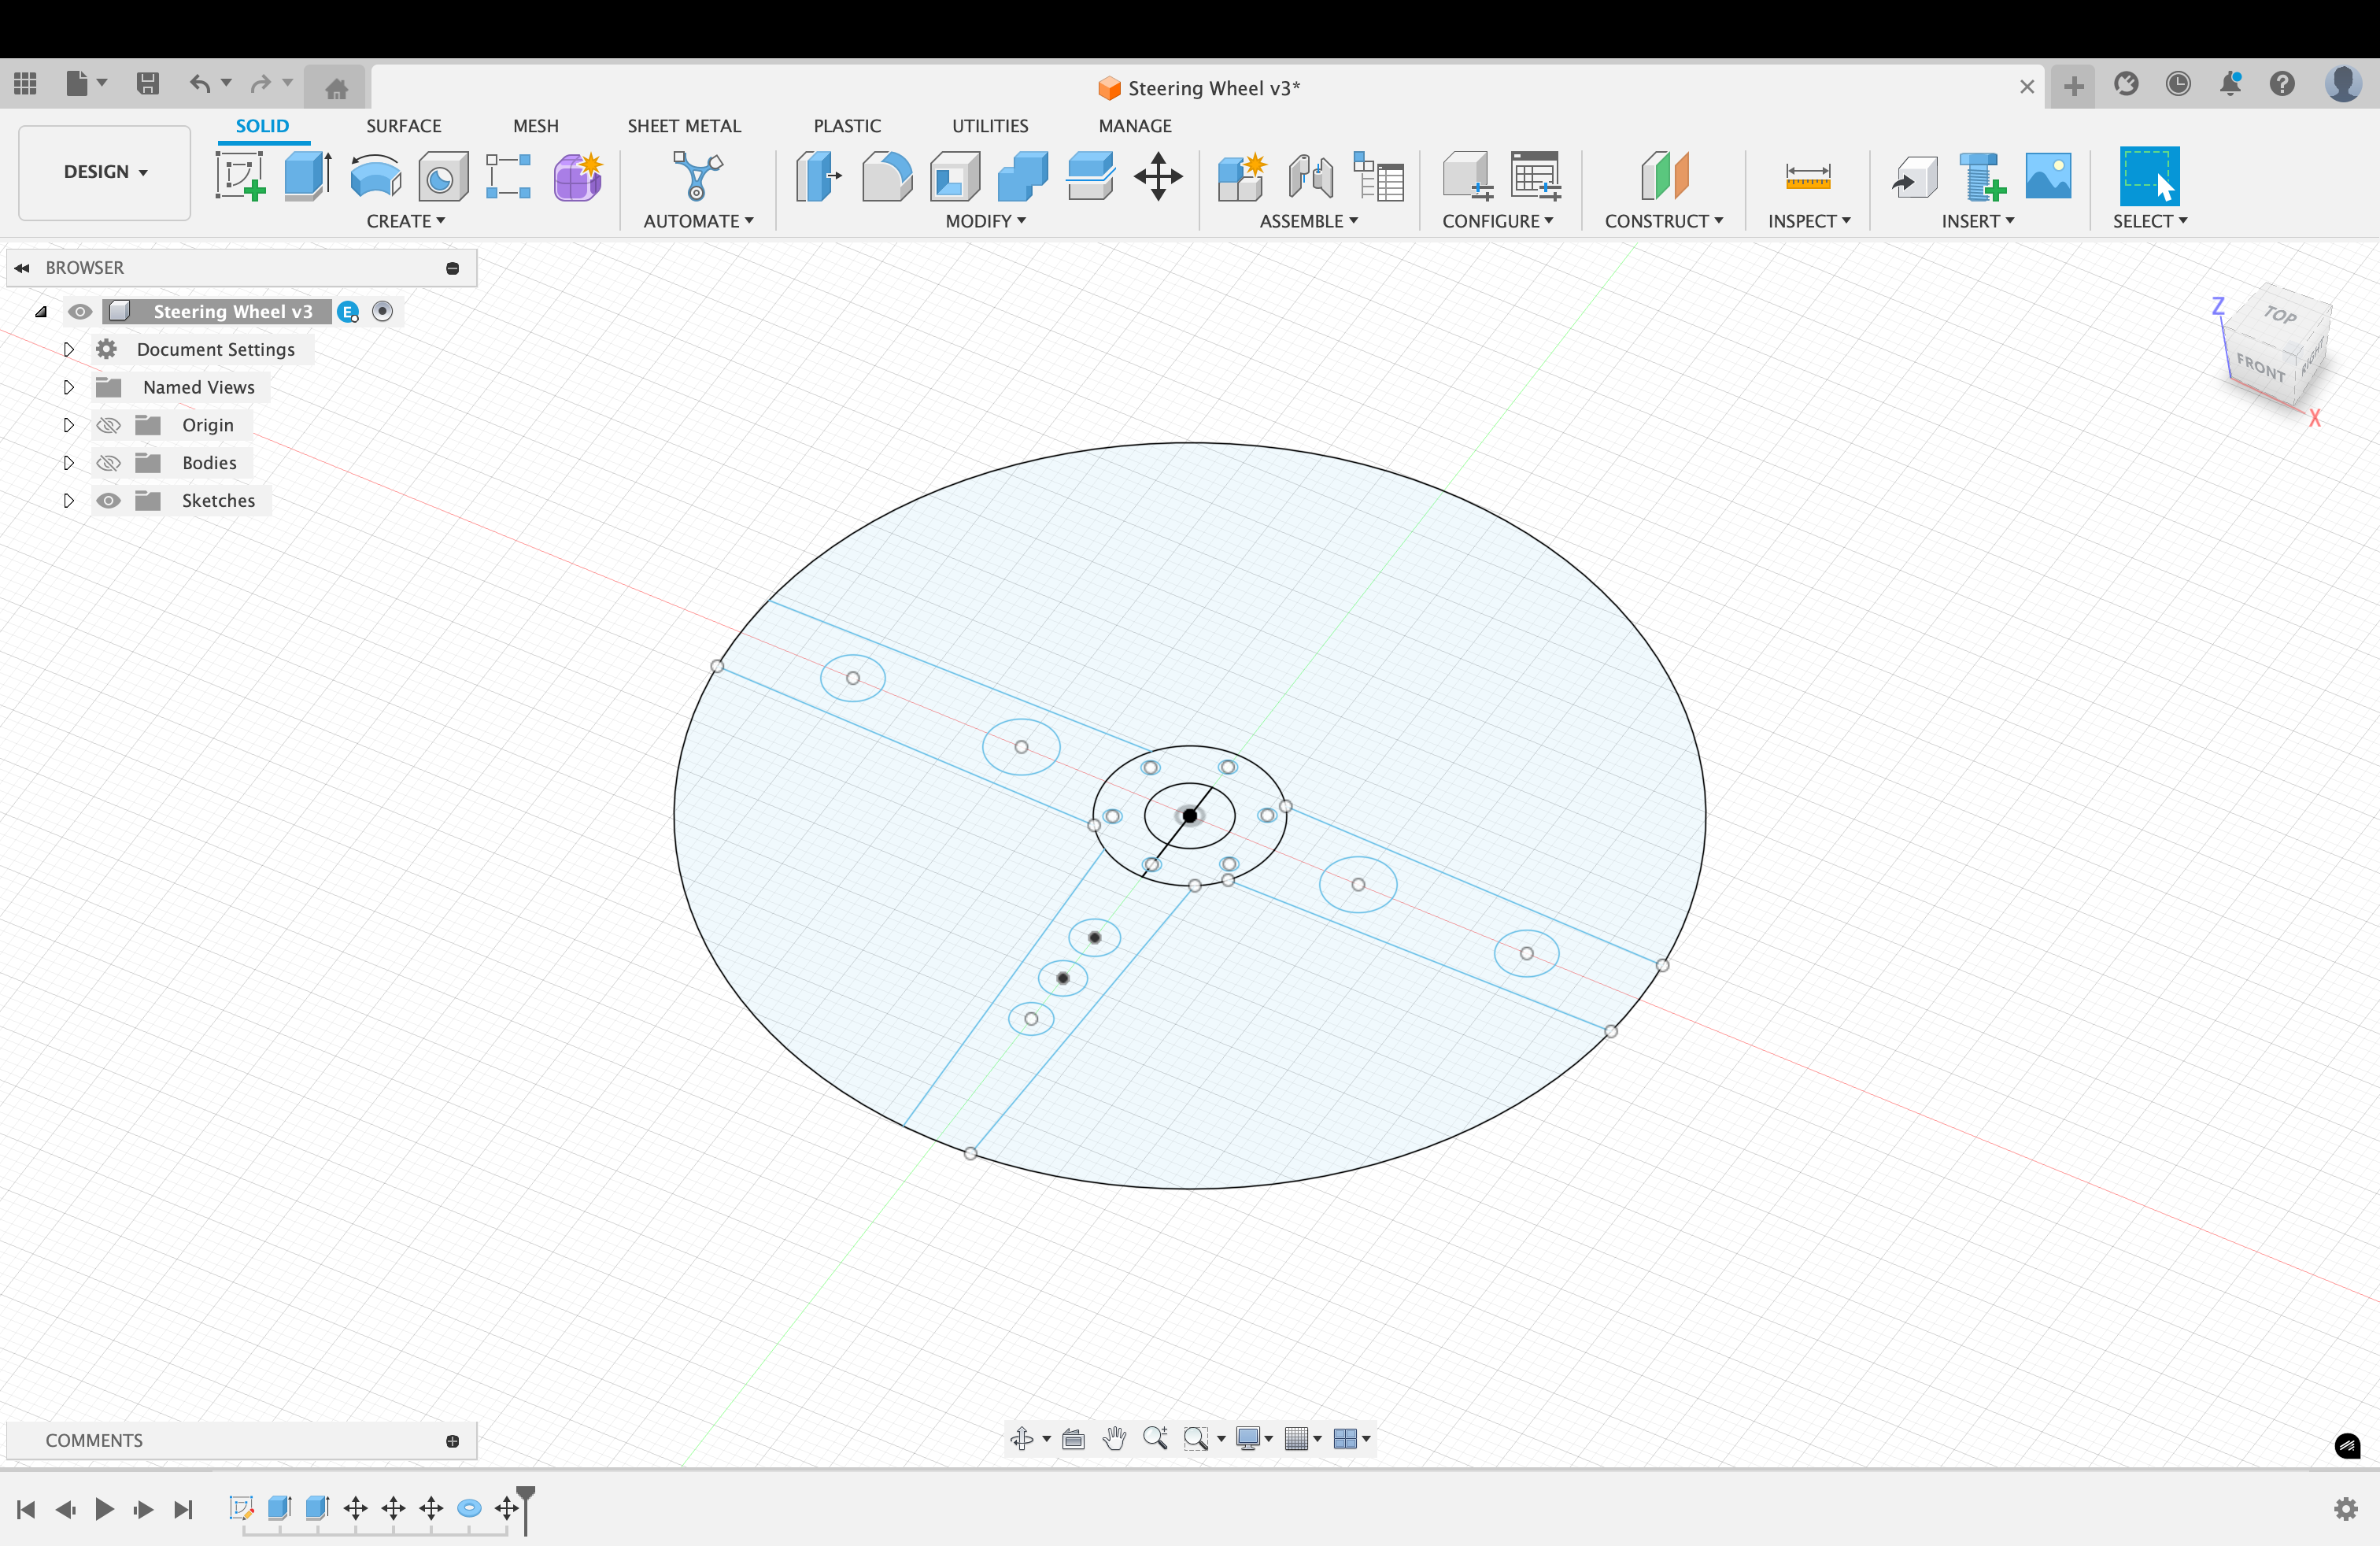 Steering Wheel v3*
SOLID SURFACE MESH SHEET METAL PLASTIC UTILITIES MANAGE
DESIGN
CREATE AUTOMATE MODIFY ASSEMBLE CONFIGURE CONSTRUCT INSPECT INSERT SELECT
BROWSER
Steering Wheel v3 E
Document Settings
Named Views
Origin
Bodies
Sketches
Z
TOP
FRONT RIGHT
X
COMMENTS